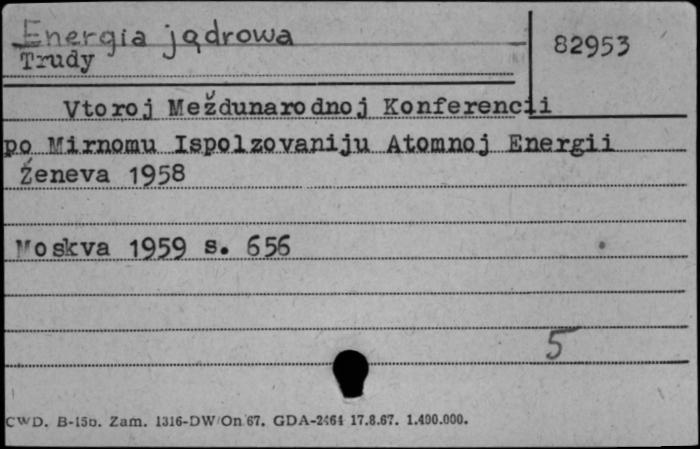 Energia jądrowa
82953
Trudy
Vtoroj Meždunarodnoj Konferencii
po Mirnomu Ispolzovaniju Atomnoj Energii
Ženeva 1958
Moskva 1959 s. 656
5
CWD. B-15b. Zam. 1316-DW/On 67. GDA-2464 17.8.67. 1.400.000.